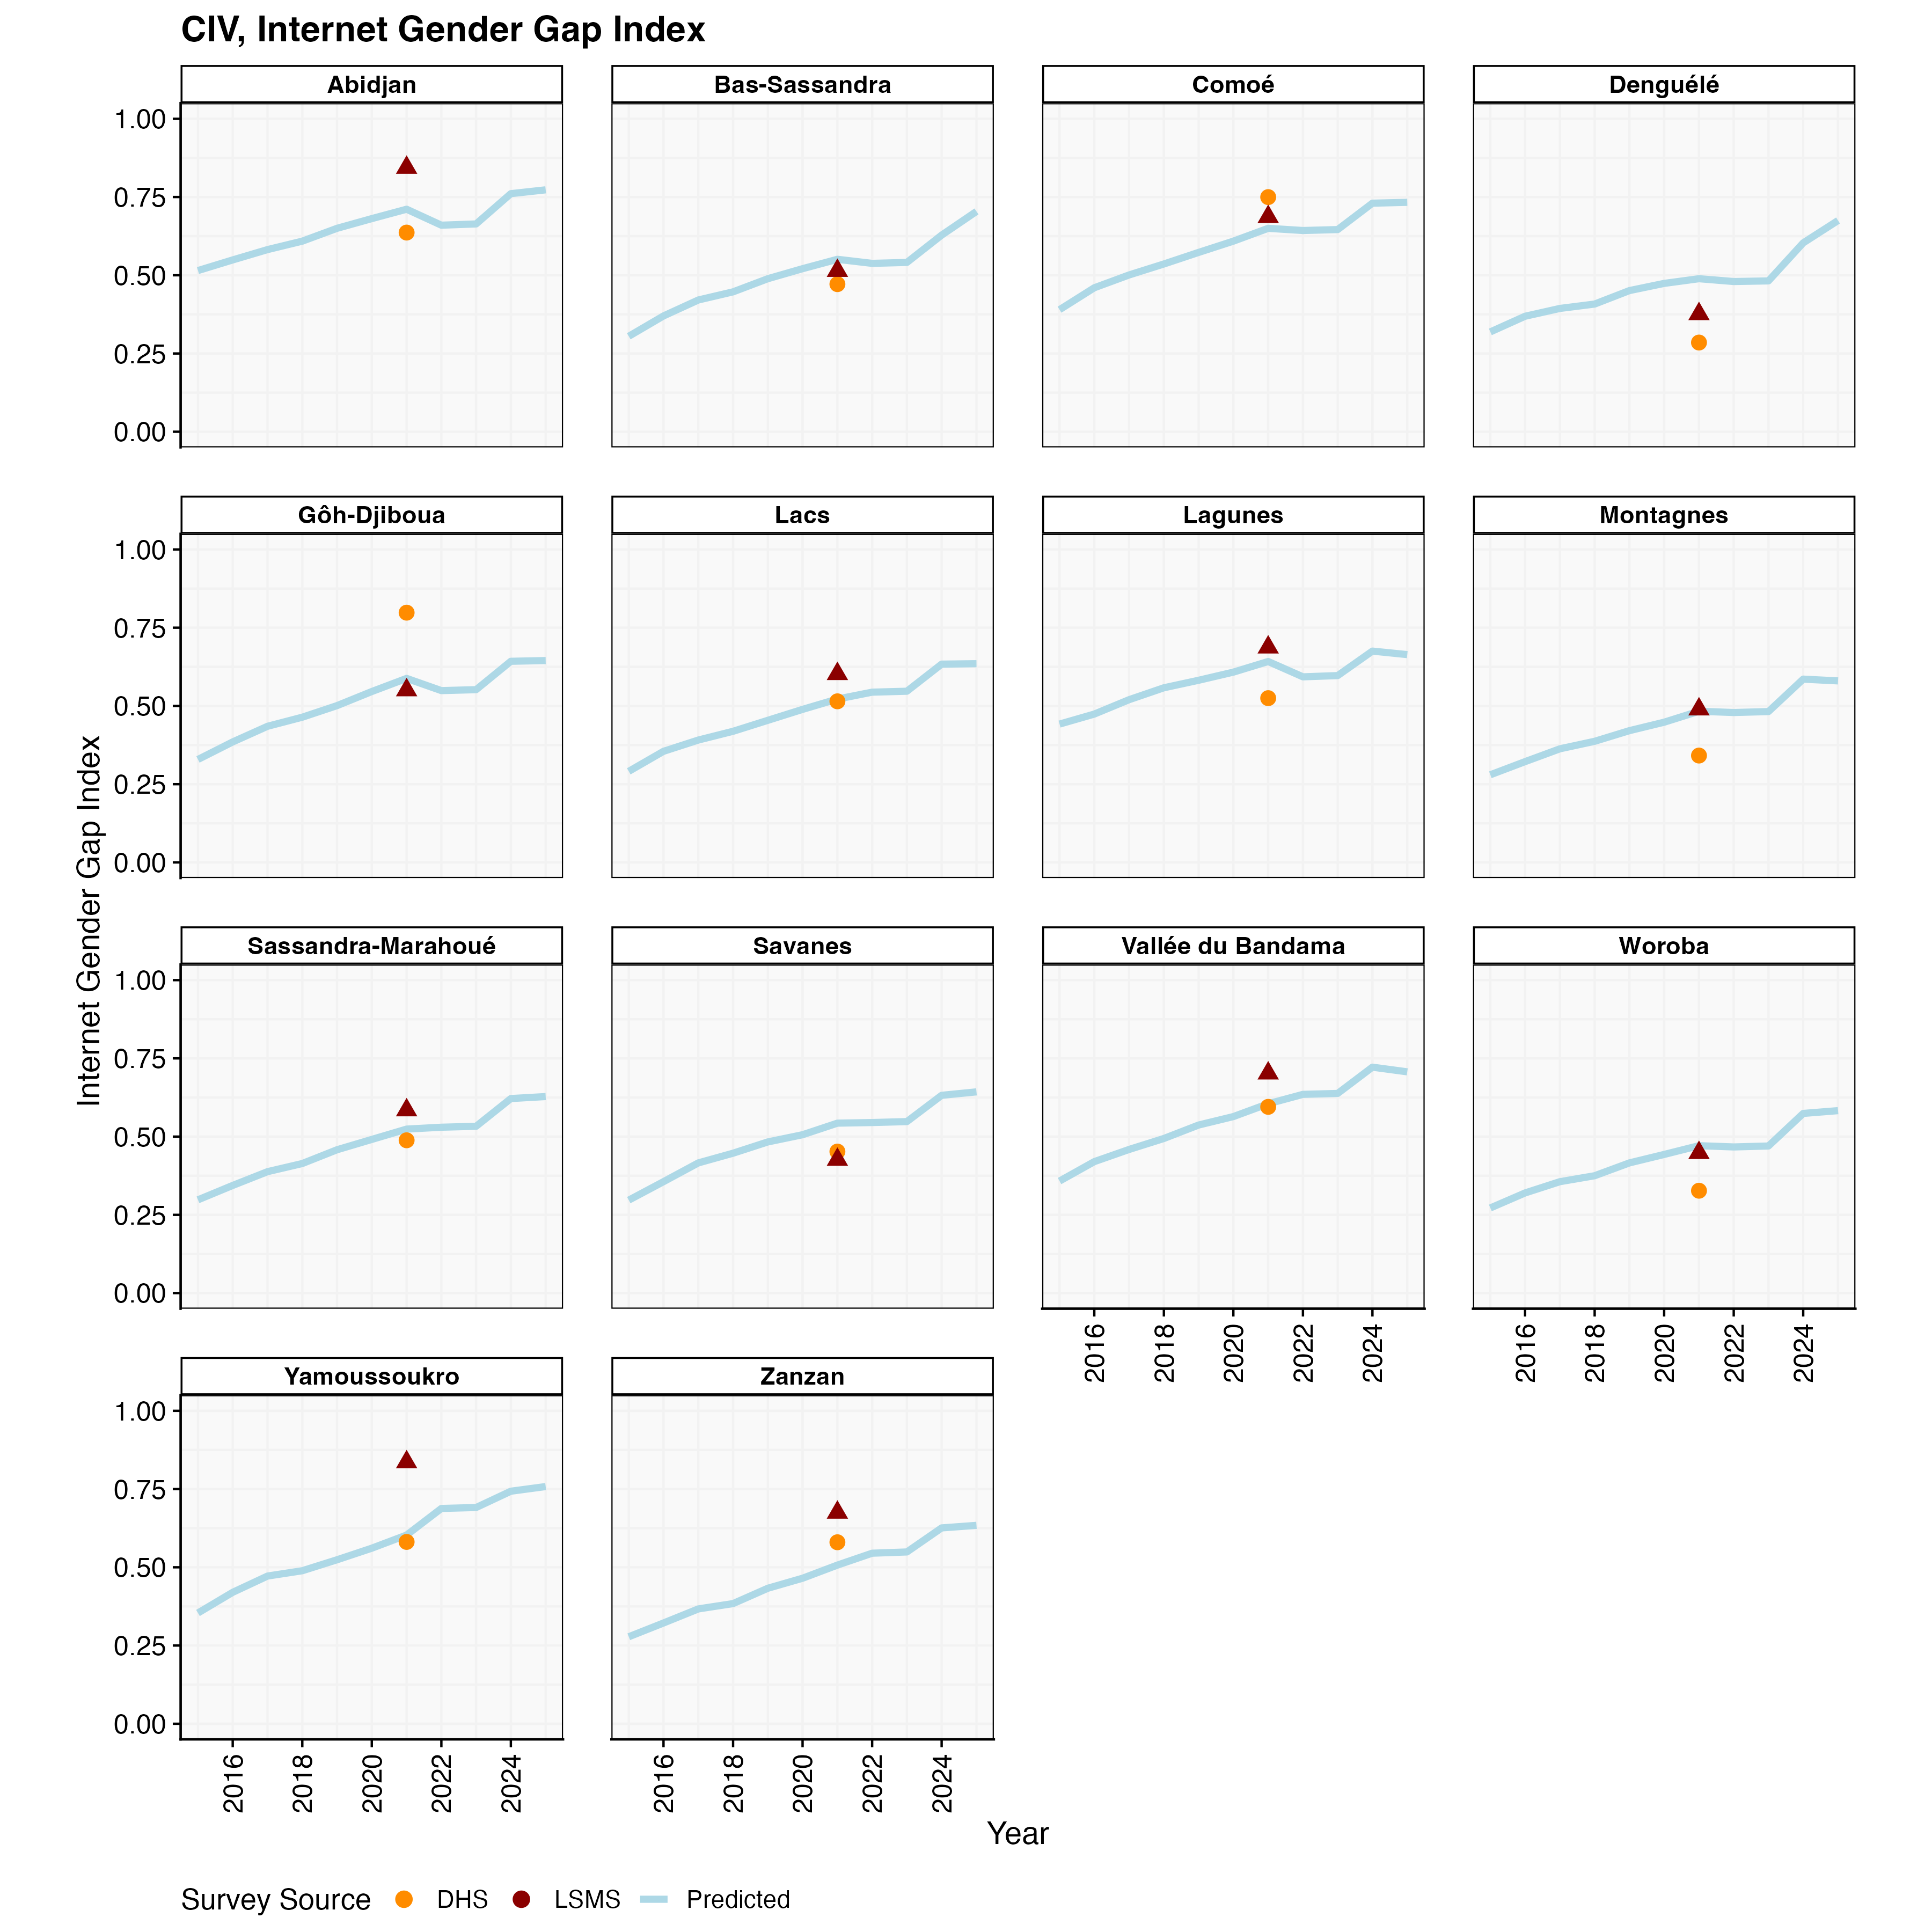 CIV, Internet Gender Gap Index
Abidjan
Bas-Sassandra
Comoé
Denguélé
1.00
0.75
0.50
0.25
0.00
Gôh-Djiboua
Lacs
Lagunes
Montagnes
1.00
0.75
0.50
0.25
0.00
Internet Gender Gap Index
Sassandra-Marahoué
Savanes
Vallée du Bandama
Woroba
1.00
0.75
0.50
0.25
0.00
2016 2018 2020 2022 2024
2016 2018 2020 2022 2024
Yamoussoukro
Zanzan
1.00
0.75
0.50
0.25
0.00
2016 2018 2020 2022 2024
2016 2018 2020 2022 2024
Year
Survey Source DHS LSMS Predicted